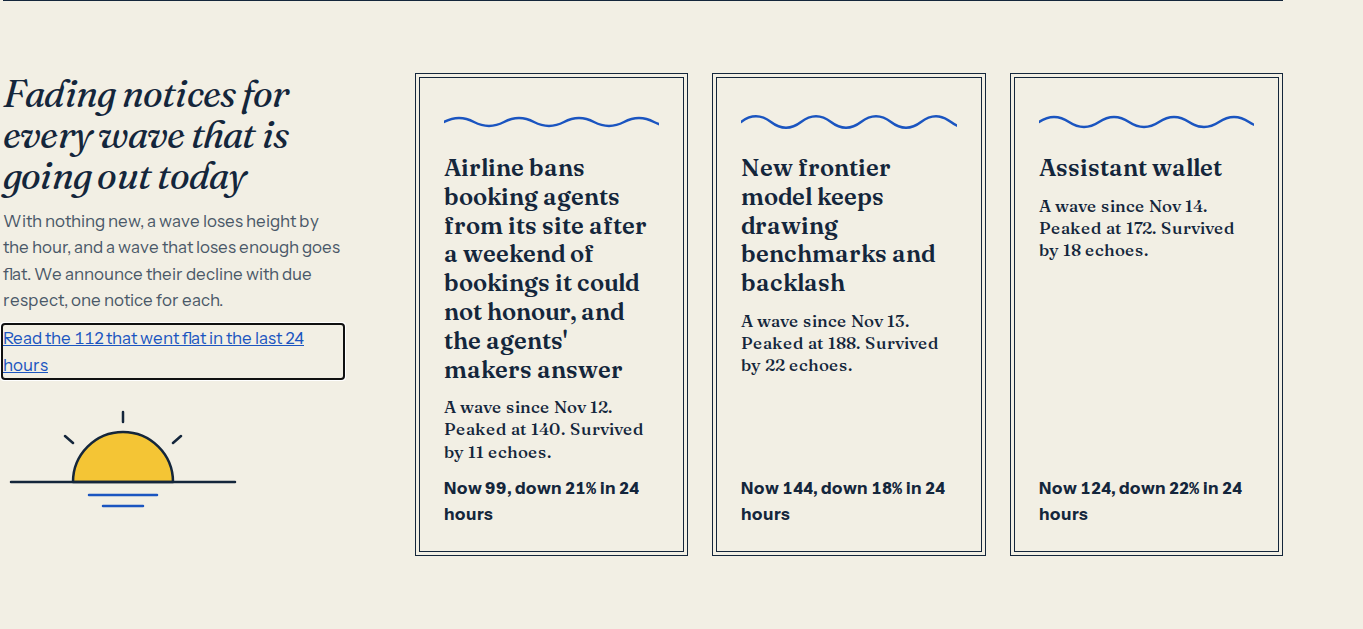 Fading notices for
every wave that is
going out today
With nothing new, a wave loses height by
the hour, and a wave that loses enough goes
flat. We announce their decline with due
respect, one notice for each.
Read the 112 that went flat in the last 24
hours
Airline bans
booking agents
from its site after
a weekend of
bookings it could
not honour, and
the agents'
makers answer
A wave since Nov 12.
Peaked at 140. Survived
by 11 echoes.
Now 99, down 21% in 24
hours
New frontier
model keeps
drawing
benchmarks and
backlash
A wave since Nov 13.
Peaked at 188. Survived
by 22 echoes.
Now 144, down 18% in 24
hours
Assistant wallet
A wave since Nov 14.
Peaked at 172. Survived
by 18 echoes.
Now 124, down 22% in 24
hours